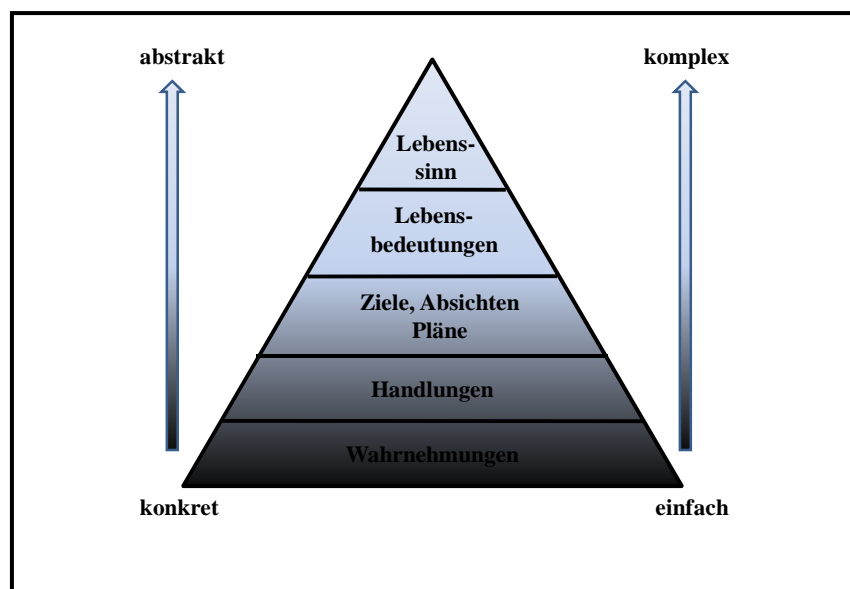 abstrakt
komplex
Lebens-
sinn
Lebens-
bedeutungen
Ziele, Absichten
Pläne
Handlungen
Wahrnehmungen
konkret
einfach